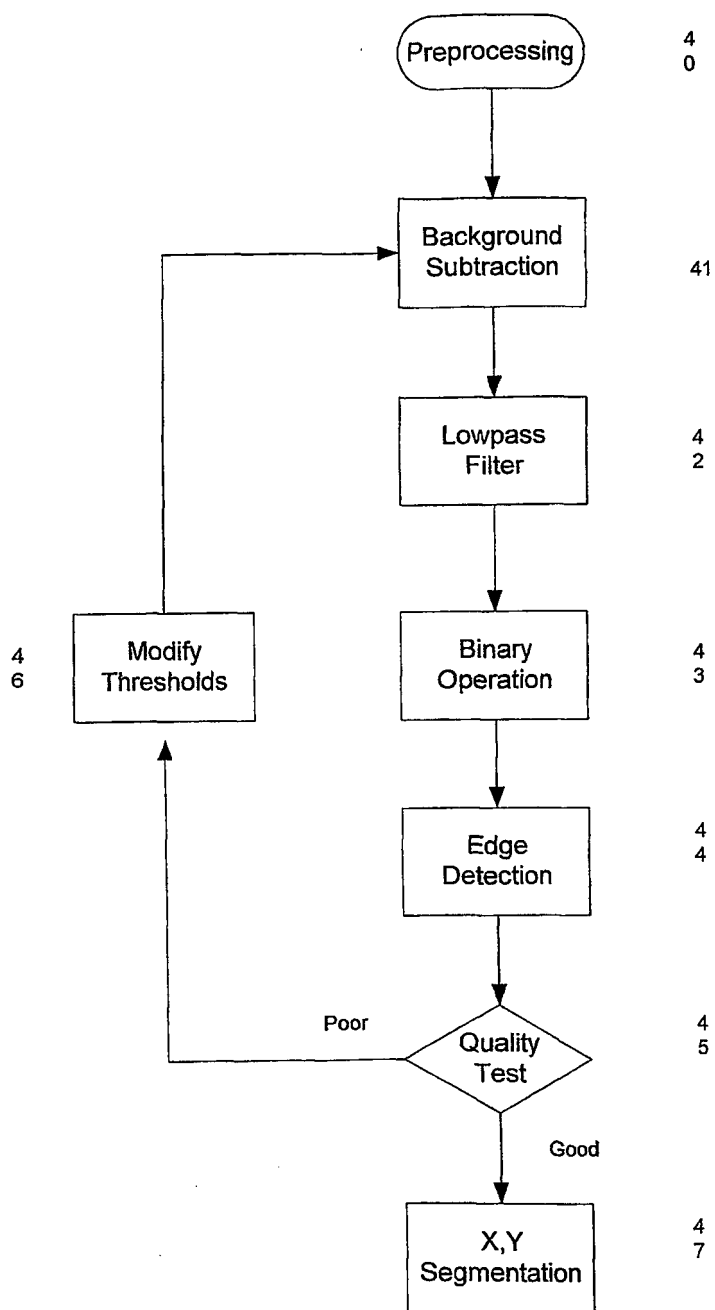 Preprocessing
4
0
Background
Subtraction
41
Lowpass
Filter
4
2
Modify
Thresholds
4
6
Binary
Operation
4
3
Edge
Detection
4
4
Poor
Quality
Test
4
5
Good
X,Y
Segmentation
4
7